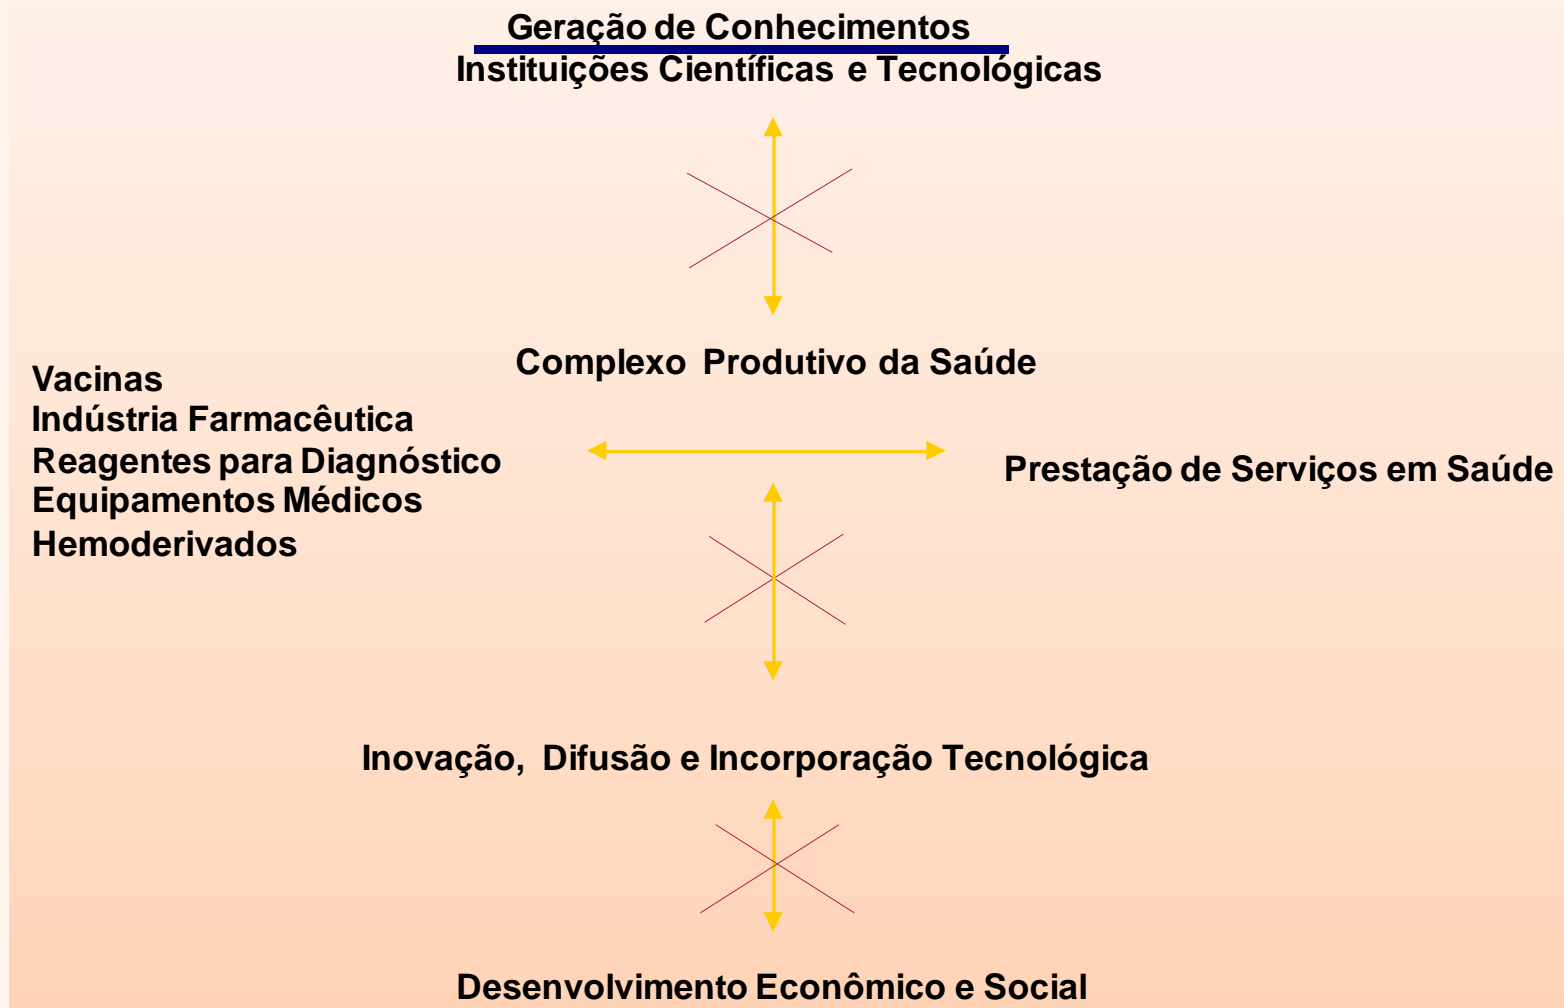 Geração de Conhecimentos
Instituições Científicas e Tecnológicas
Complexo Produtivo da Saúde
Vacinas
Indústria Farmacêutica
Reagentes para Diagnóstico
Equipamentos Médicos
Hemoderivados
Prestação de Serviços em Saúde
Inovação, Difusão e Incorporação Tecnológica
Desenvolvimento Econômico e Social